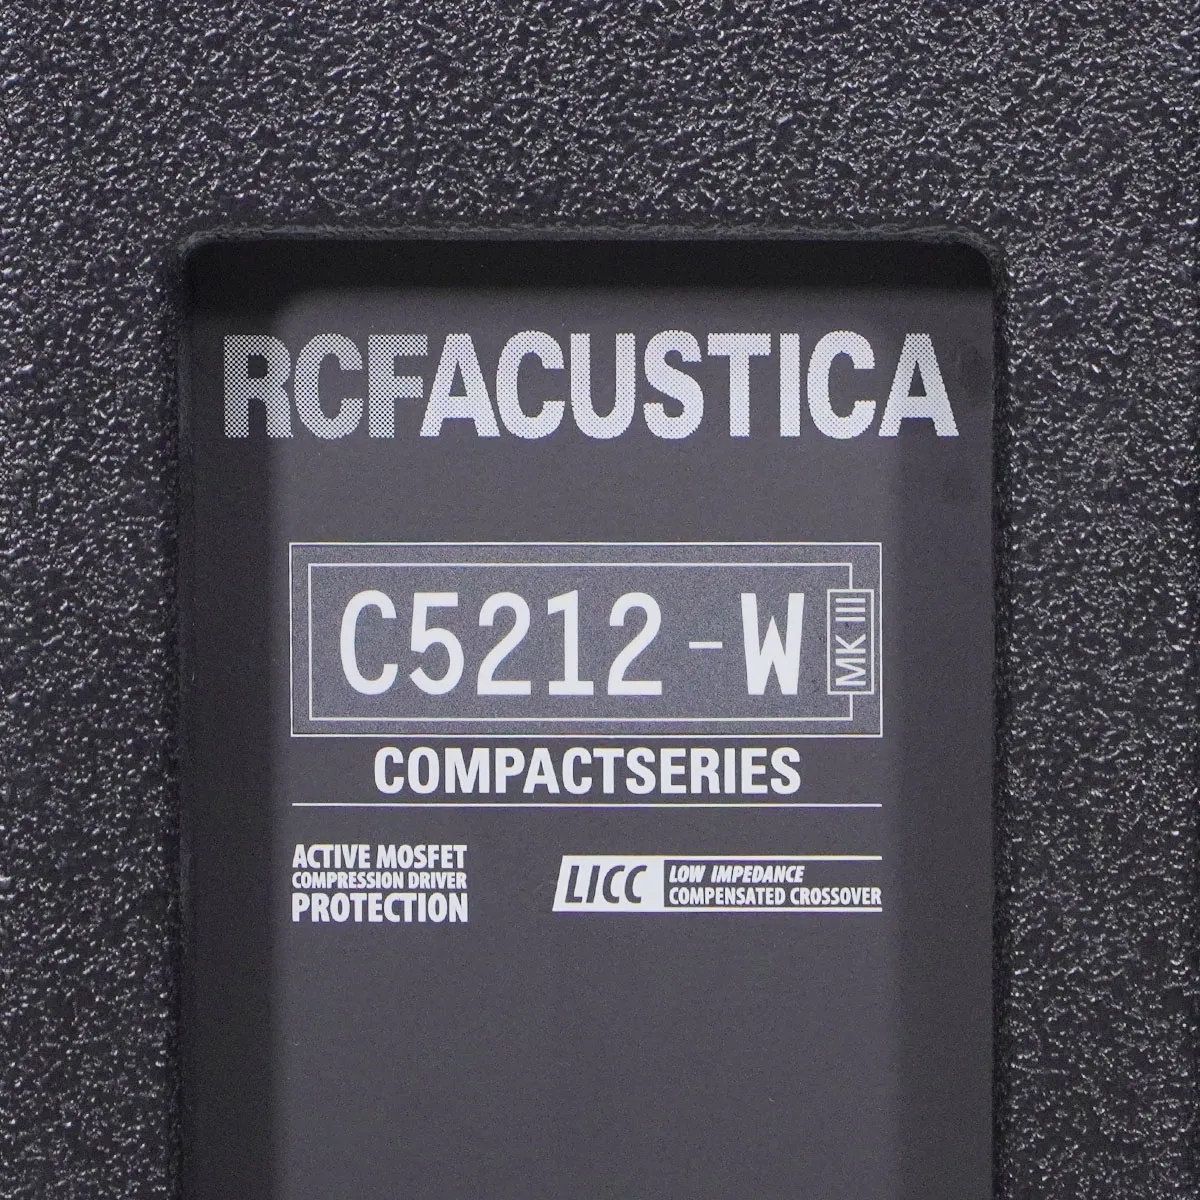 RCFACUSTICA
C5212-W MK III
COMPACTSERIES
ACTIVE MOSFET
COMPRESSION DRIVER
PROTECTION
LICC LOW IMPEDANCE
COMPENSATED CROSSOVER